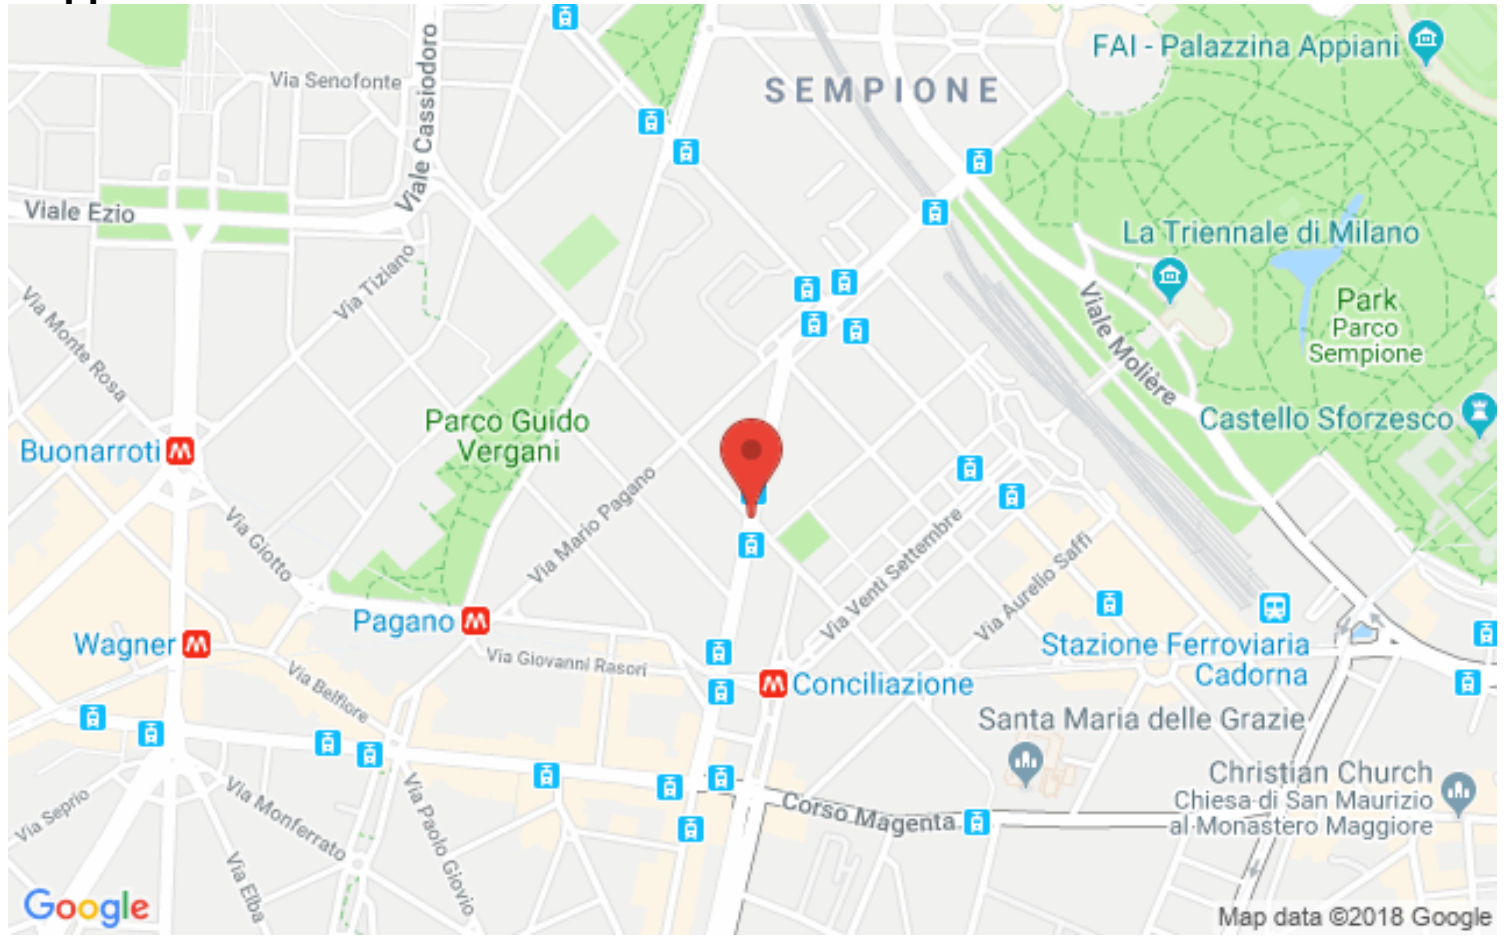 FAI - Palazzina Appiani
Via Senofonte
Viale Cassiodoro
SEMPIONE
Viale Ezio
La Triennale di Milano
Via Tiziano
Via Monte Rosa
Viale Molière
Park
Parco
Sempione
Parco Guido
Vergani
Castello Sforzesco
Buonarroti
Via Mario Pagano
Via Giotto
Via Venti Settembre
Via Aurelio Saffi
Pagano
Wagner
Via Giovanni Rasori
Stazione Ferroviaria
Cadorna
Via Belfiore
Conciliazione
Santa Maria delle Grazie
Christian Church
Chiesa di San Maurizio
al Monastero Maggiore
Corso Magenta
Via Seprio
Via Monferrato
Via Paolo Giovio
Via Elba
Google
Map data ©2018 Google